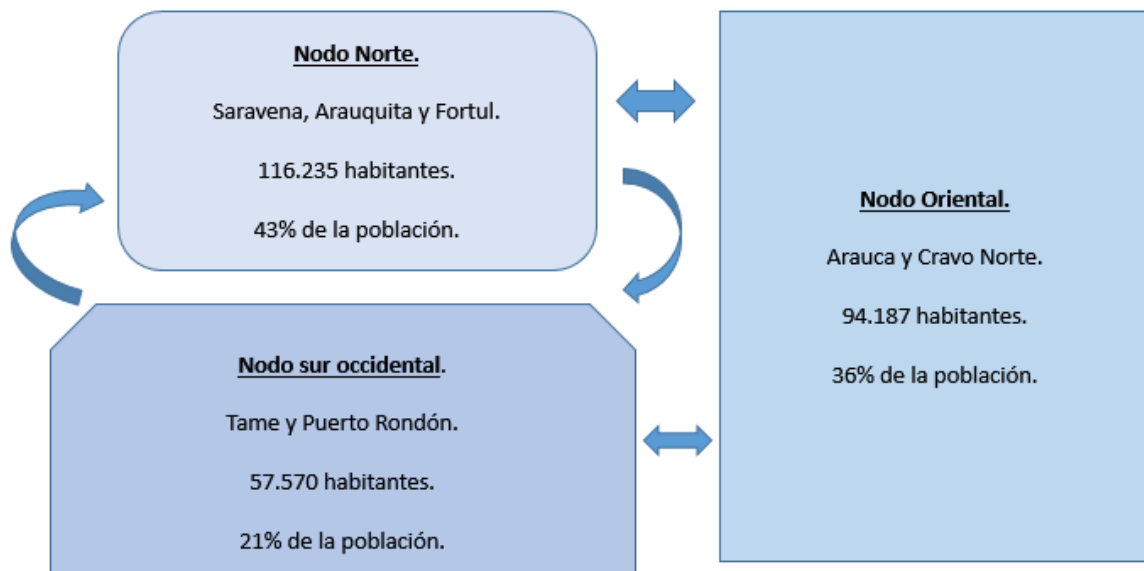 Nodo Norte.
Saravena, Arauquita y Fortul.
116.235 habitantes.
43% de la población.
Nodo Oriental.
Arauca y Cravo Norte.
94.187 habitantes.
36% de la población.
Nodo sur occidental.
Tame y Puerto Rondón.
57.570 habitantes.
21% de la población.